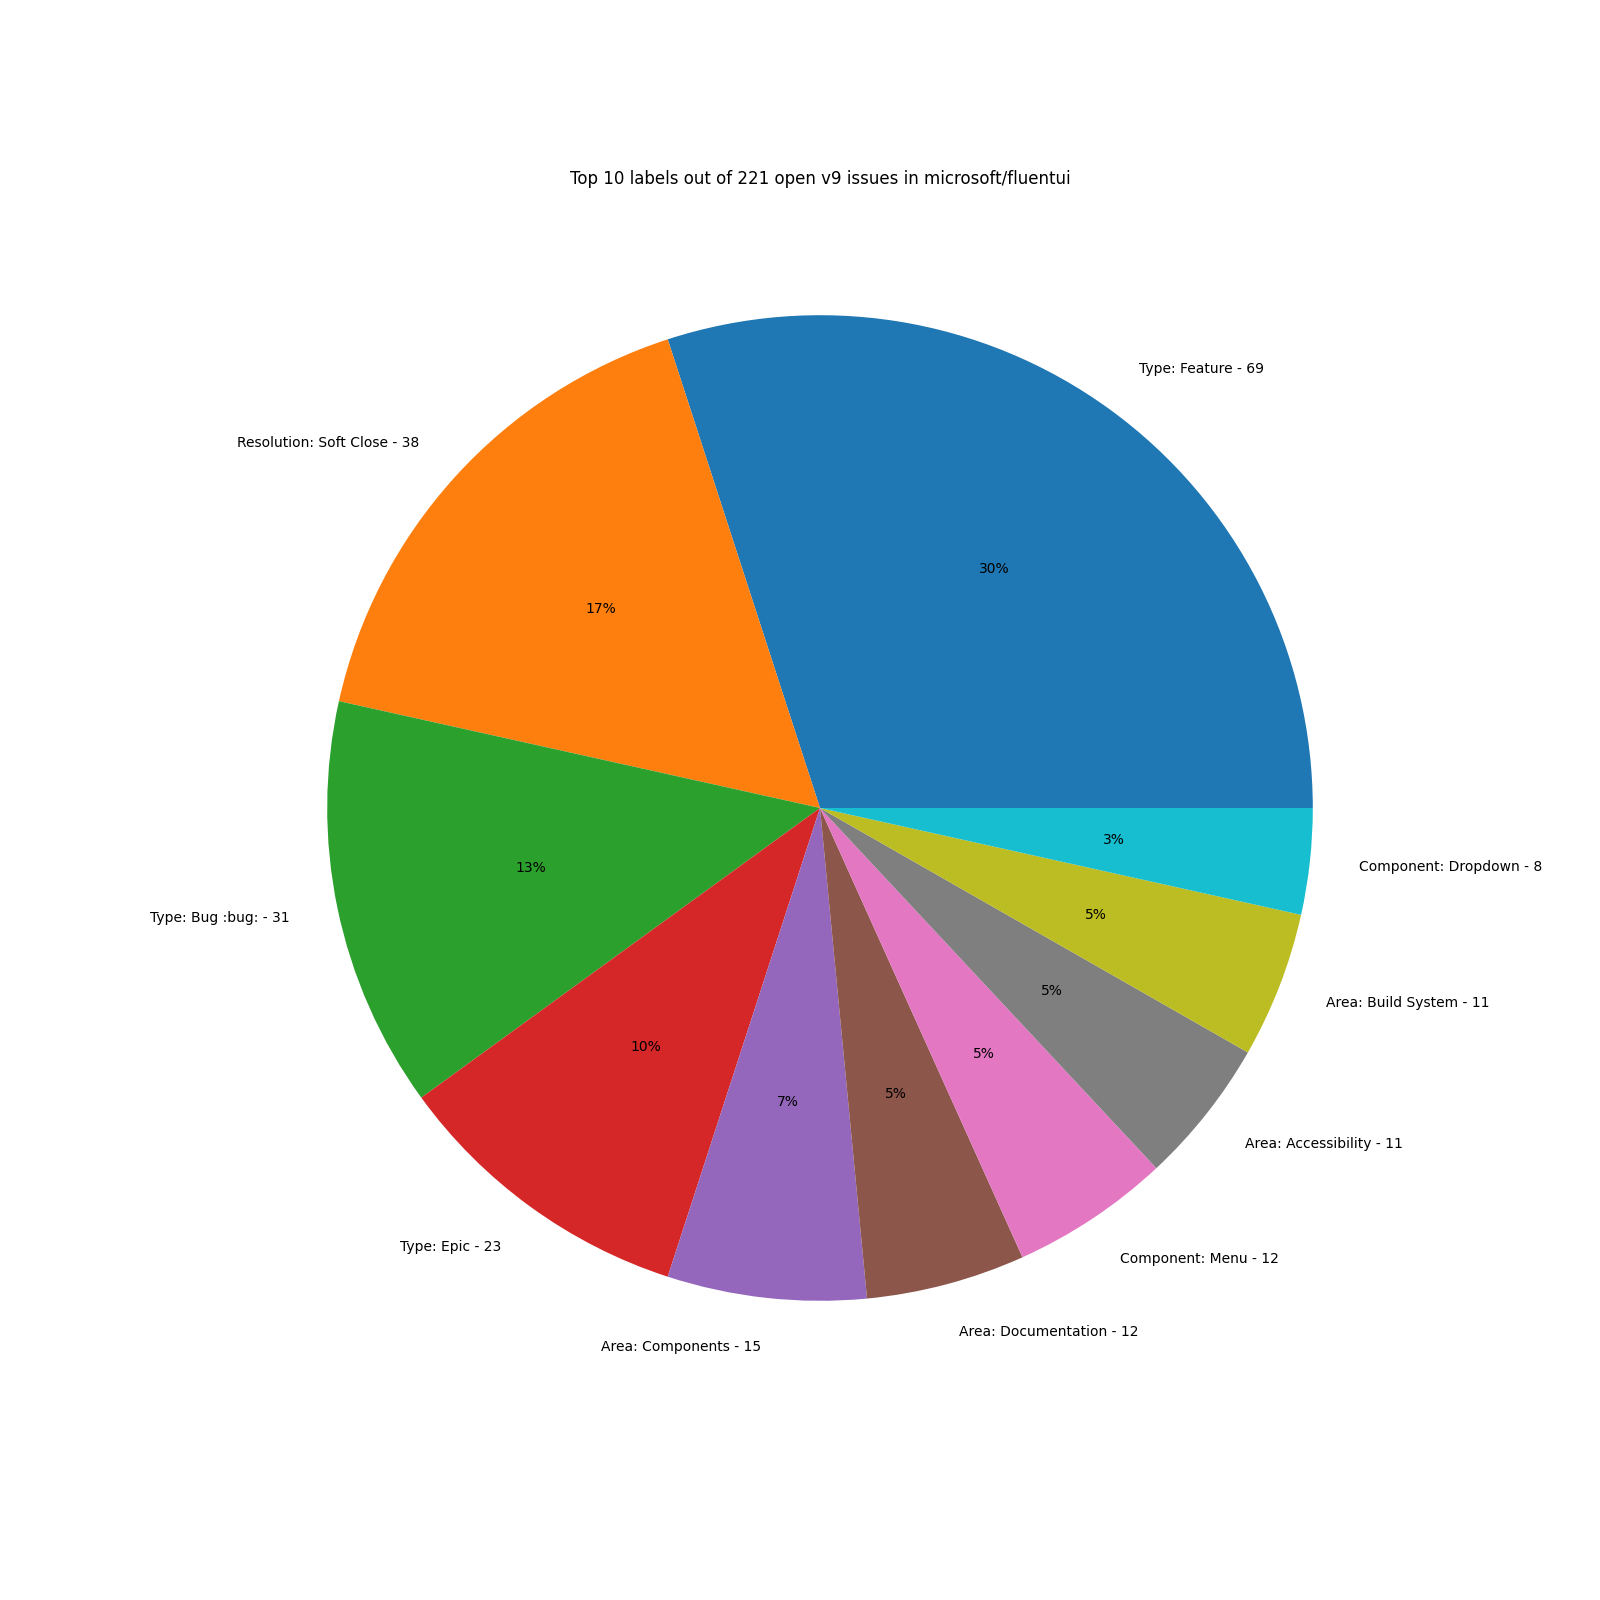 Top 10 labels out of 221 open v9 issues in microsoft/fluentui
Type: Feature - 69
30%
Resolution: Soft Close - 38
17%
Type: Bug :bug: - 31
13%
Type: Epic - 23
10%
Area: Components - 15
7%
Area: Documentation - 12
5%
Component: Menu - 12
5%
Area: Accessibility - 11
5%
Area: Build System - 11
5%
Component: Dropdown - 8
3%